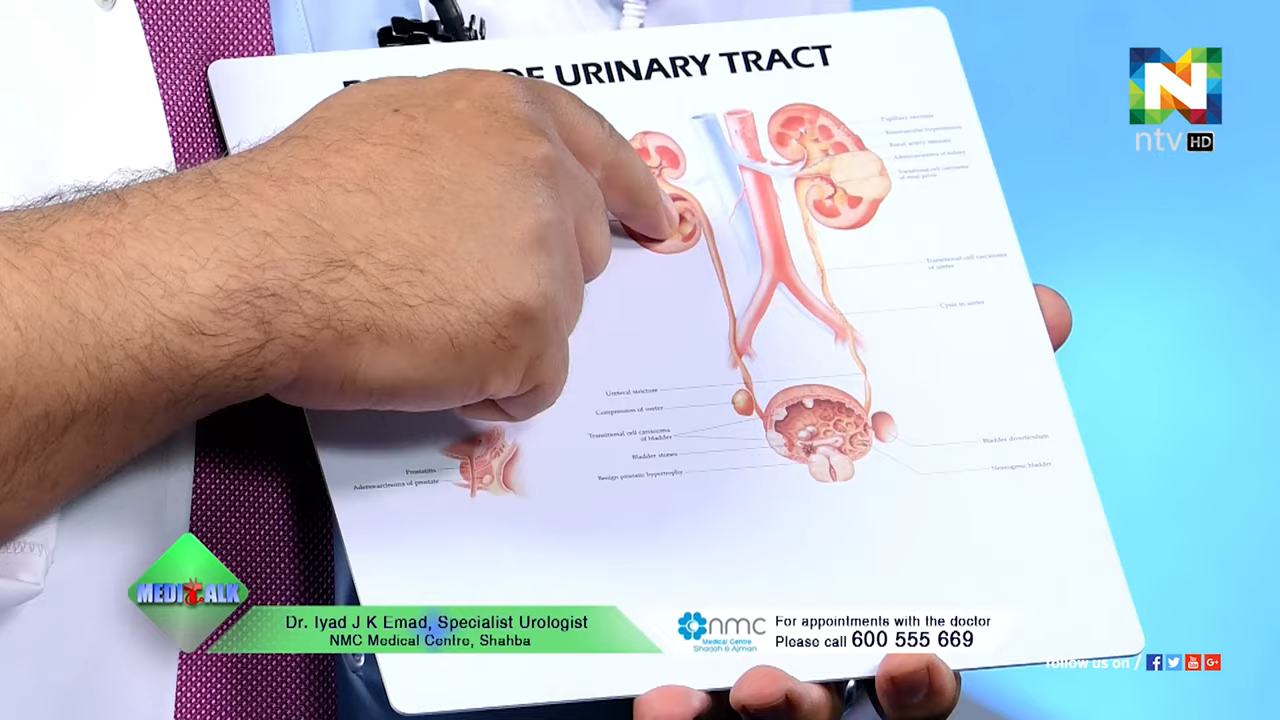 OF URINARY TRACT
N
ntv HD
Papillary necrosis
Renovascular hypertension
Renal artery stenosis
Adenocarcinoma of kidney
Transitional cell carcinoma
of renal pelvis
Transitional cell carcinoma
of ureter
Cysts in ureter
Ureteral stricture
Compression of ureter
Transitional cell carcinoma
of bladder
Bladder stones
Benign prostatic hypertrophy
Bladder diverticulum
Neurogenic bladder
Prostatitis
Adenocarcinoma of prostate
MEDITALK
Dr. Iyad J K Emad, Specialist Urologist
NMC Medical Centre, Shahba
nmc
Medical Centre
Sharjah & Ajman
For appointments with the doctor
Please call 600 555 669
follow us on /